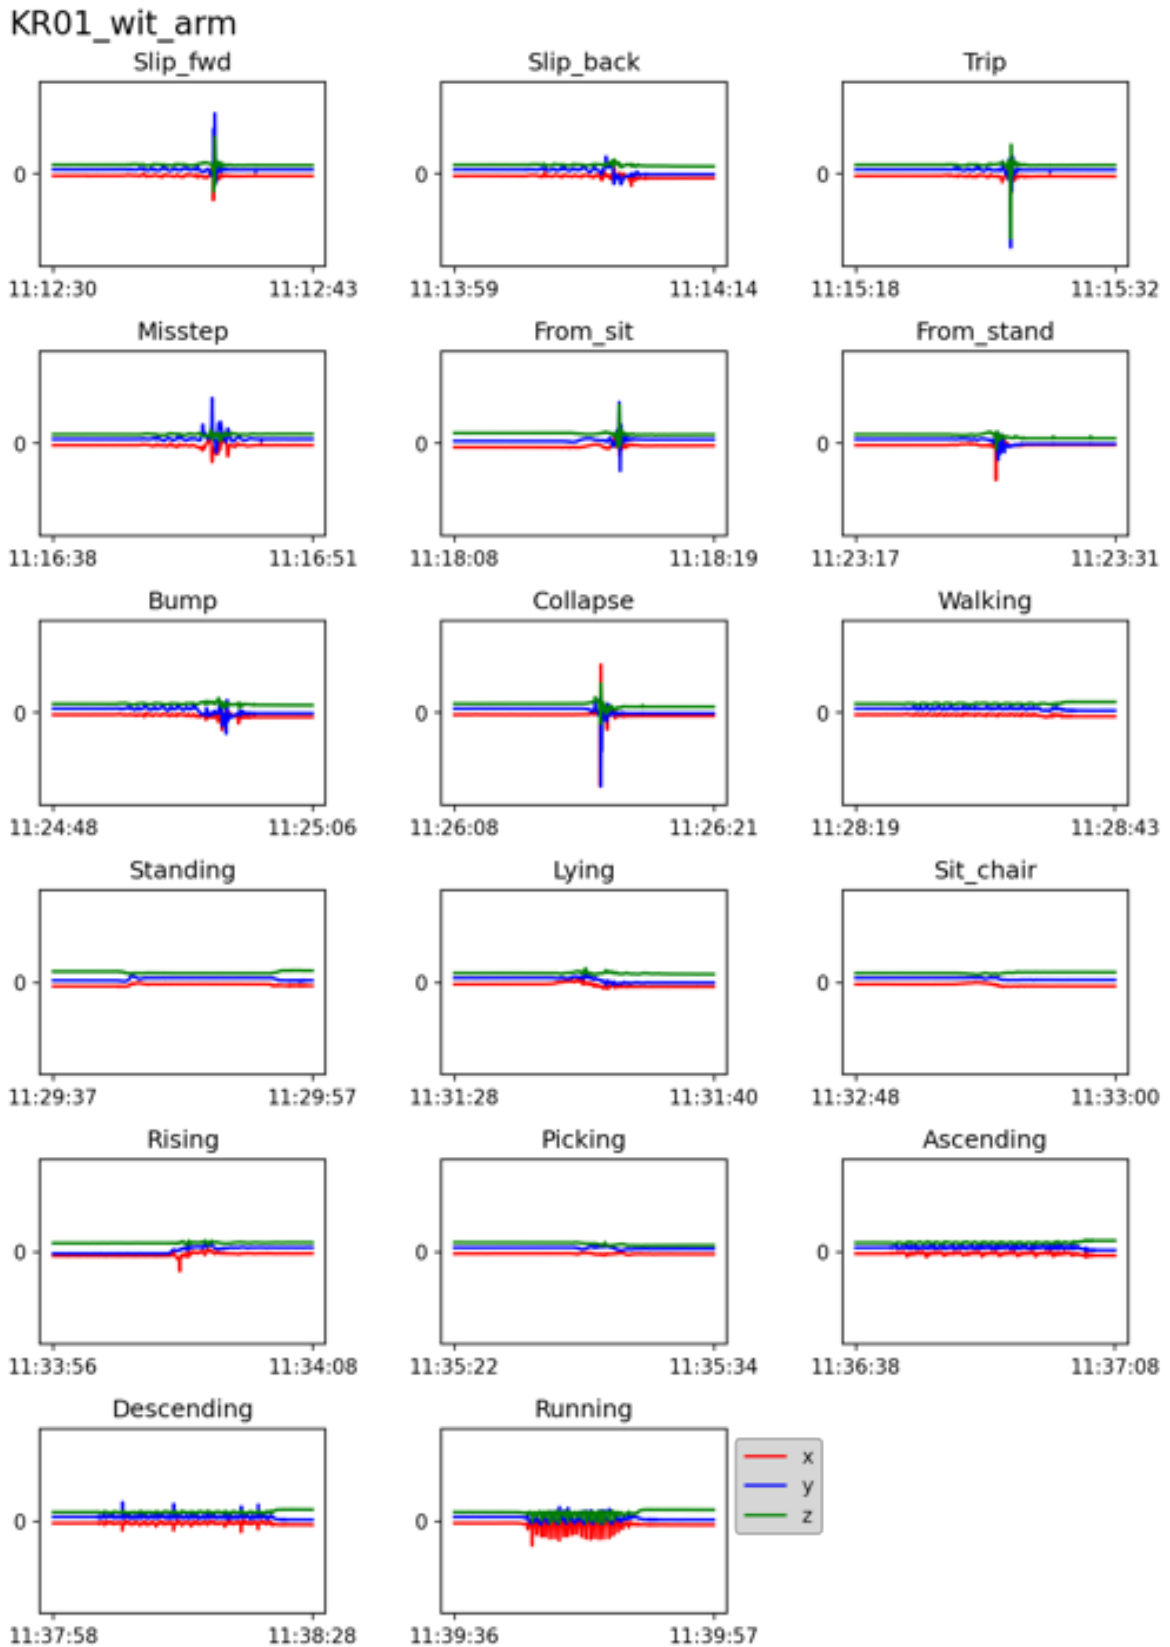 KR01_wit_arm
Slip_fwd Slip_back Trip
0 0 0
11:12:30 11:12:43 11:13:59 11:14:14 11:15:18 11:15:32
Misstep From_sit From_stand
0 0 0
11:16:38 11:16:51 11:18:08 11:18:19 11:23:17 11:23:31
Bump Collapse Walking
0 0 0
11:24:48 11:25:06 11:26:08 11:26:21 11:28:19 11:28:43
Standing Lying Sit_chair
0 0 0
11:29:37 11:29:57 11:31:28 11:31:40 11:32:48 11:33:00
Rising Picking Ascending
0 0 0
11:33:56 11:34:08 11:35:22 11:35:34 11:36:38 11:37:08
Descending Running
x
y
z
0 0
11:37:58 11:38:28 11:39:36 11:39:57